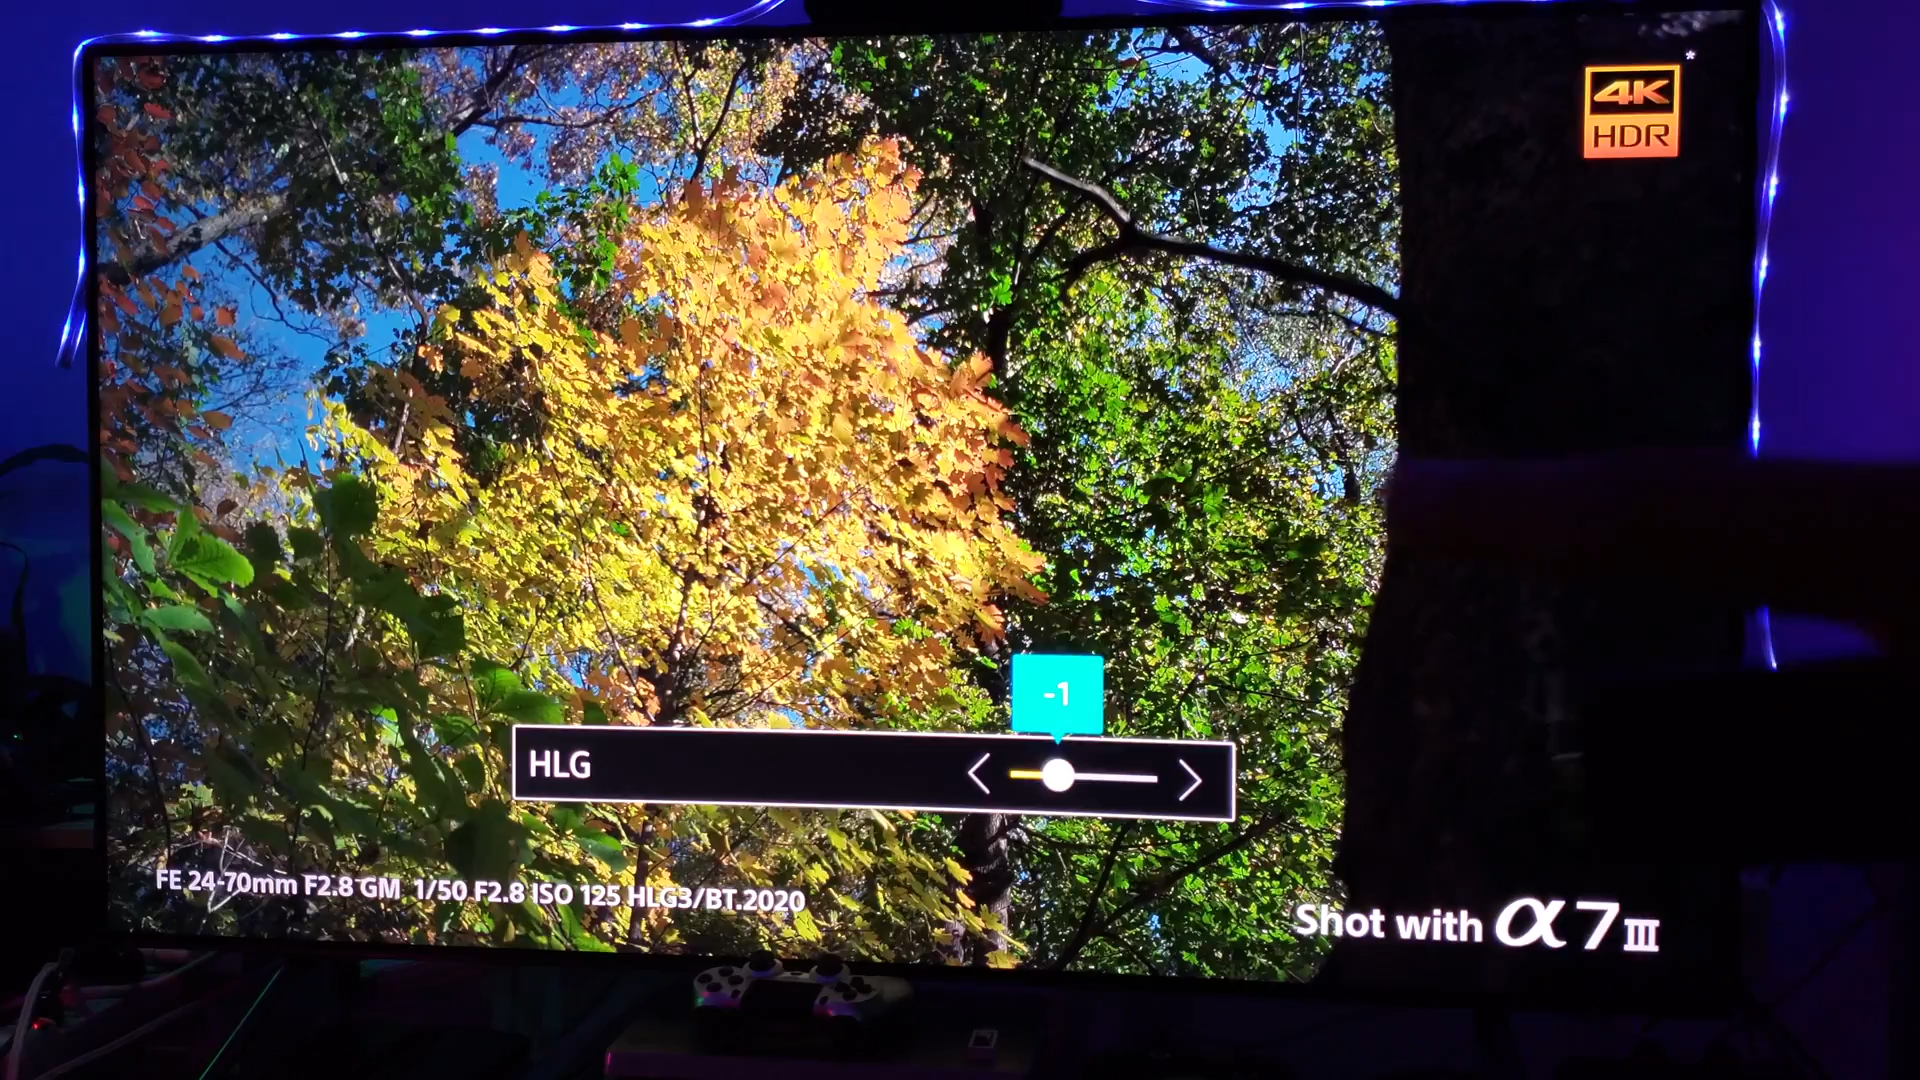 *
4K
HDR
-1
HLG
FE 24-70mm F2.8 GM 1/50 F2.8 ISO 125 HLG3/BT.2020
Shot with α7III